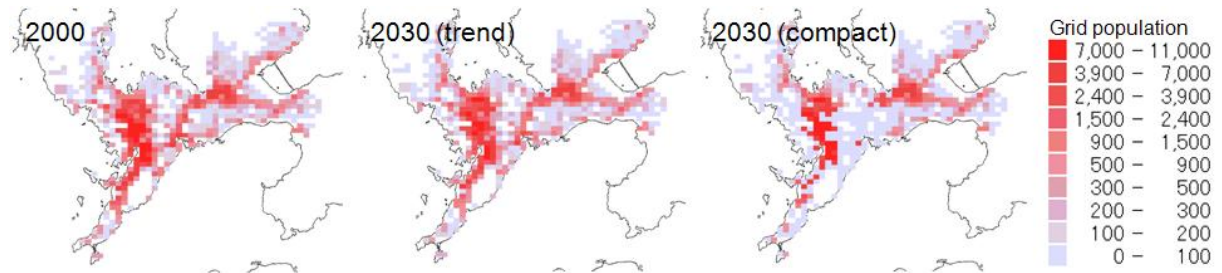 2000
2030 (trend)
2030 (compact)
Grid population
7,000 – 11,000
3,900 – 7,000
2,400 – 3,900
1,500 – 2,400
900 – 1,500
500 – 900
300 – 500
200 – 300
100 – 200
0 – 100